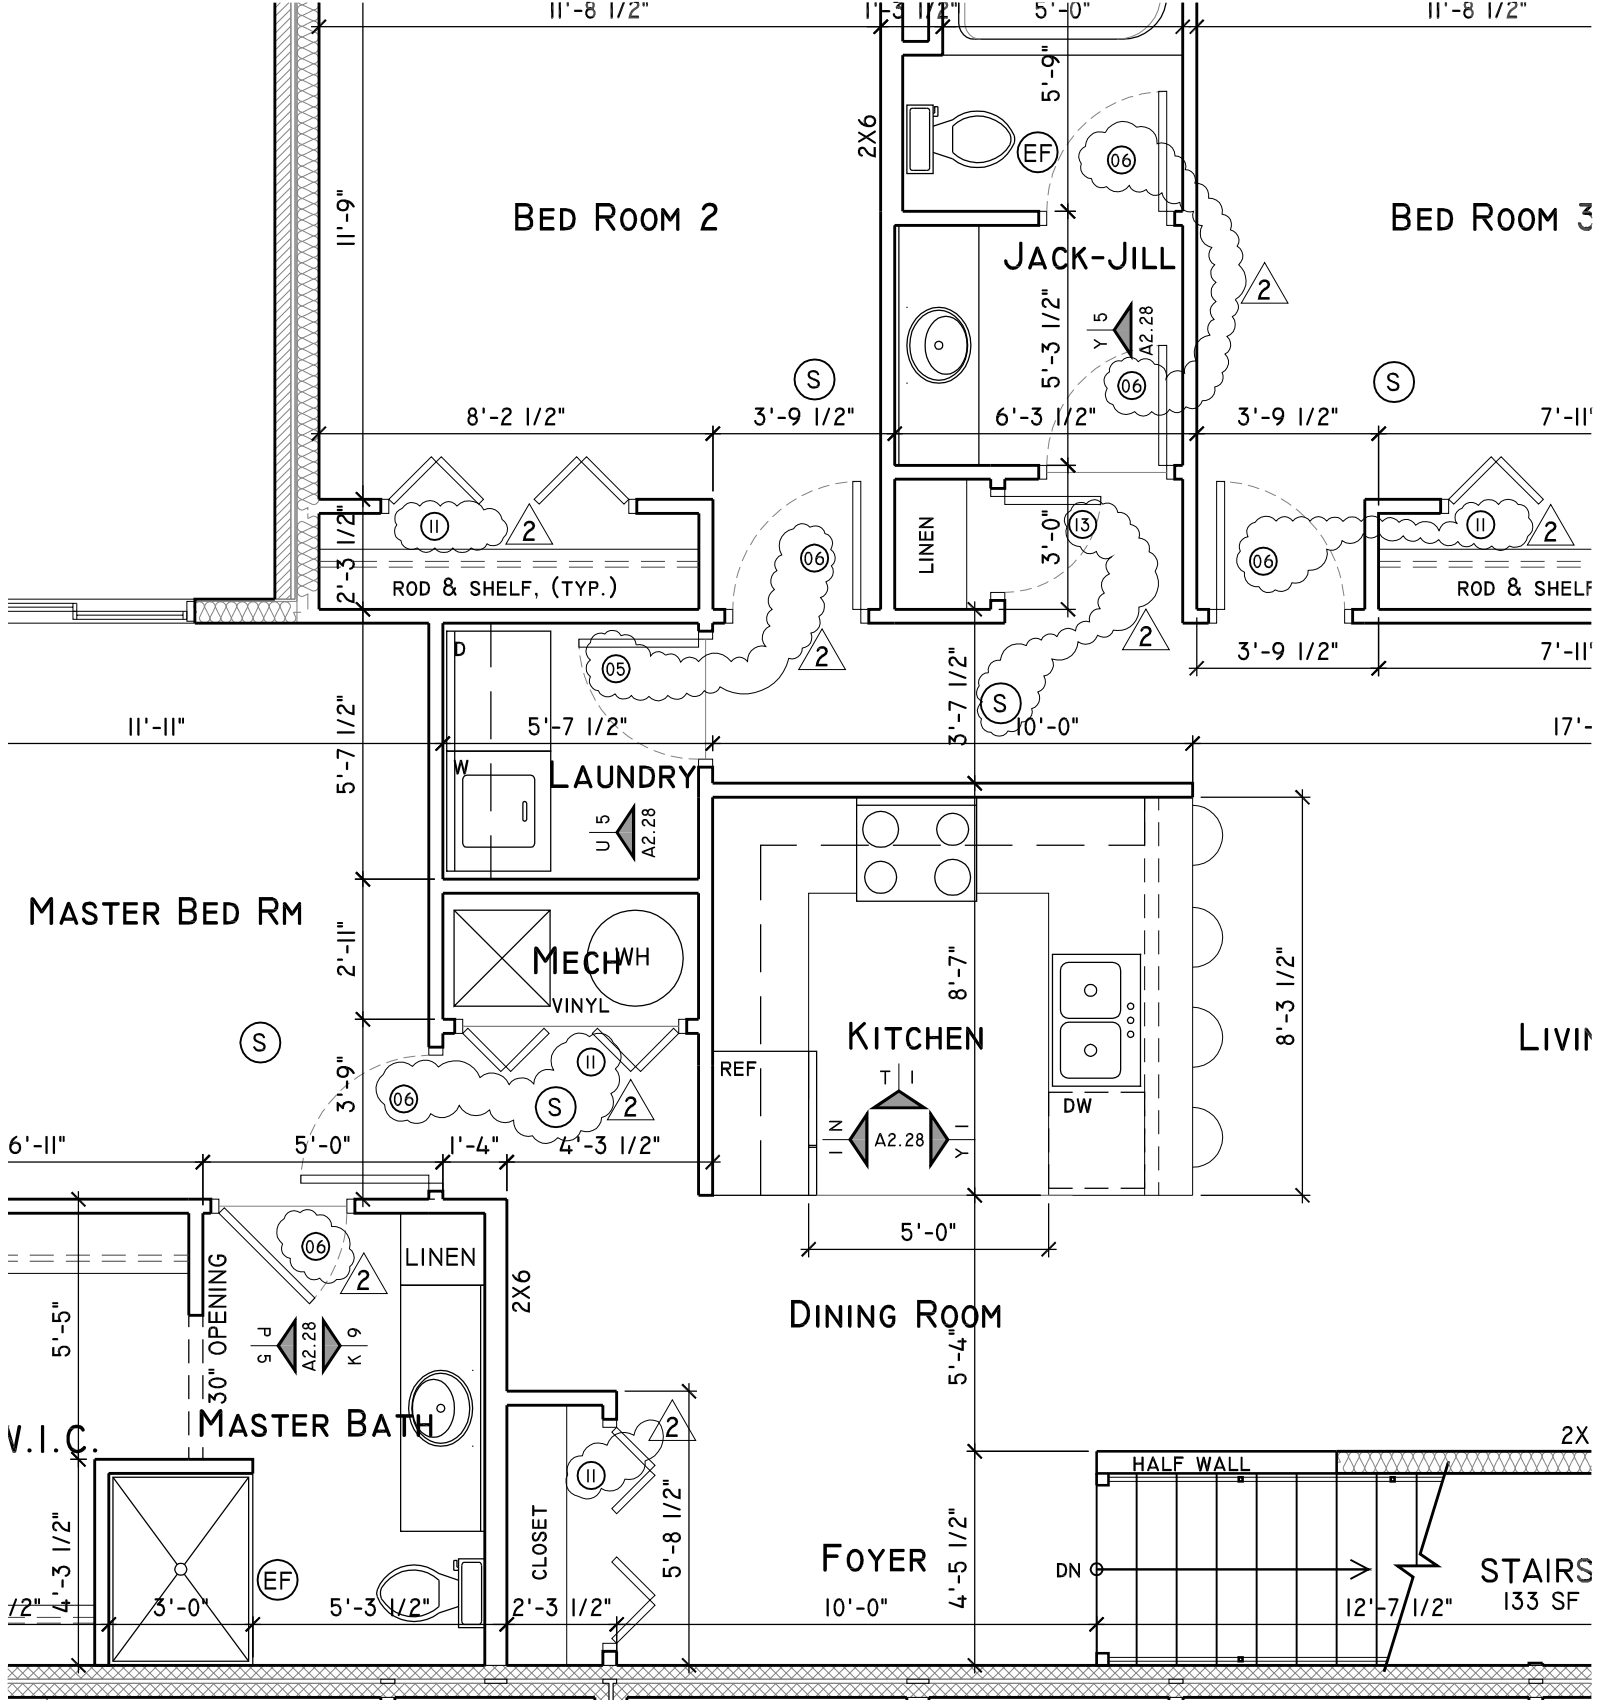 11'-8 1/2"
1'-3 1/2"
5'-0"
11'-8 1/2"
5'-9"
2X6
EF
06
11'-9"
BED ROOM 2
BED ROOM 3
JACK-JILL
2
5'-3 1/2"
Y 5
A2.28
S
06
S
8'-2 1/2"
3'-9 1/2"
6'-3 1/2"
3'-9 1/2"
7'-11"
2'-3 1/2"
11
2
LINEN
3'-0"
13
11
2
06
06
ROD & SHELF, (TYP.)
ROD & SHELF
D
05
2
2
3'-9 1/2"
7'-11"
3'-7 1/2"
S
11'-11"
5'-7 1/2"
5'-7 1/2"
10'-0"
17'-
W
LAUNDRY
U 5
A2.28
MASTER BED RM
2'-11"
MECH
WH
VINYL
8'-7"
8'-3 1/2"
S
KITCHEN
LIVIN
3'-9"
11
REF
06
S
2
T 1
DW
1 N
A2.28
Y 1
6'-11"
5'-0"
1'-4"
4'-3 1/2"
06
2
LINEN
5'-0"
30" OPENING
2X6
5'-5"
DINING ROOM
P 5
A2.28
K 6
5'-4"
W.I.C.
MASTER BATH
2
2X
HALF WALL
11
5'-8 1/2"
CLOSET
4'-3 1/2"
4'-5 1/2"
FOYER
DN
STAIRS
133 SF
EF
/2"
3'-0"
5'-3 1/2"
2'-3 1/2"
10'-0"
12'-7 1/2"